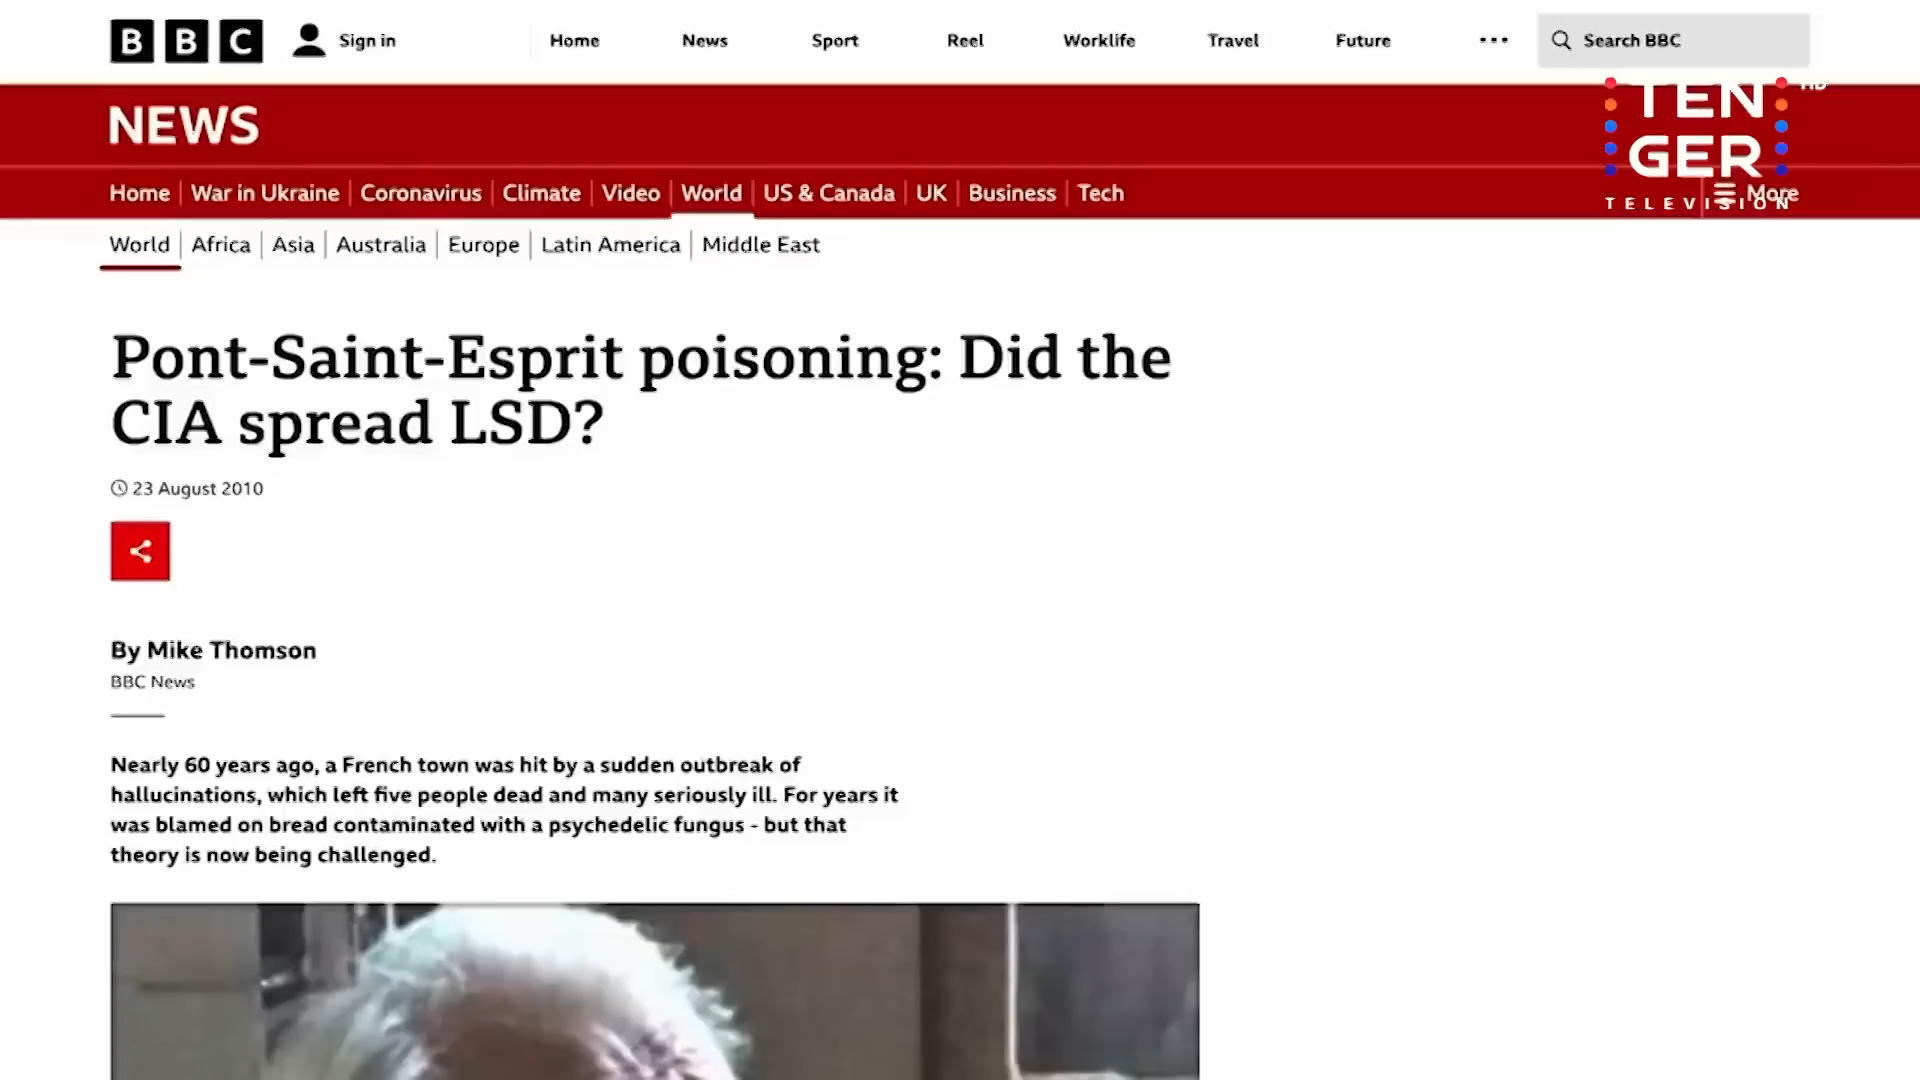 BBC
Sign in
Home
News
Sport
Reel
Worklife
Travel
Future
Search BBC
NEWS
TEN
GER
TELEVISION
HD
Home
War in Ukraine
Coronavirus
Climate
Video
World
US & Canada
UK
Business
Tech
More
World
Africa
Asia
Australia
Europe
Latin America
Middle East
Pont-Saint-Esprit poisoning: Did the
CIA spread LSD?
23 August 2010
By Mike Thomson
BBC News
Nearly 60 years ago, a French town was hit by a sudden outbreak of
hallucinations, which left five people dead and many seriously ill. For years it
was blamed on bread contaminated with a psychedelic fungus - but that
theory is now being challenged.